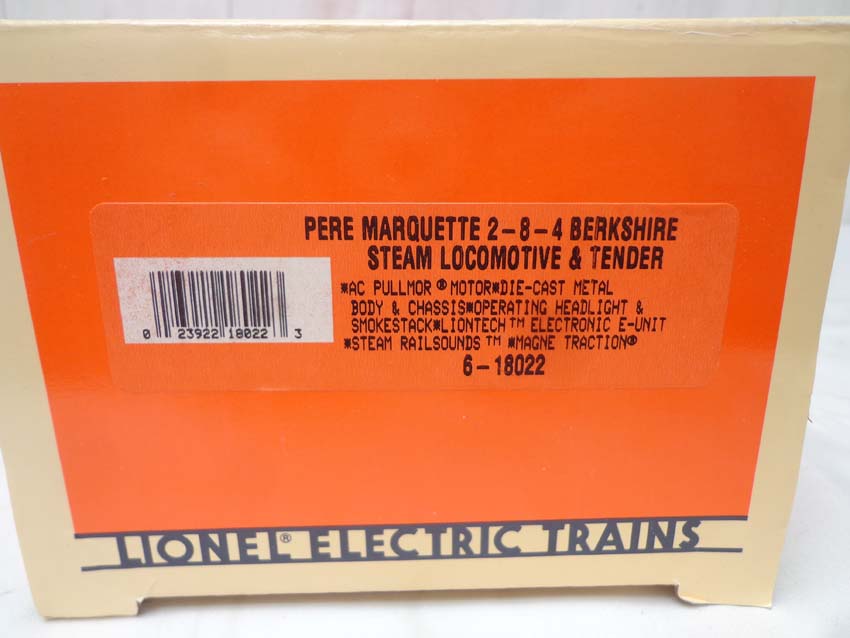 PERE MARQUETTE 2-8-4 BERKSHIRE
STEAM LOCOMOTIVE & TENDER
*AC PULLMOR ® MOTOR*DIE-CAST METAL
BODY & CHASSIS*OPERATING HEADLIGHT &
SMOKESTACK*LIONTECH™ ELECTRONIC E-UNIT
*STEAM RAILSOUNDS™ *MAGNE TRACTION®
6-18022
0 23922 18022 3
LIONEL® ELECTRIC TRAINS